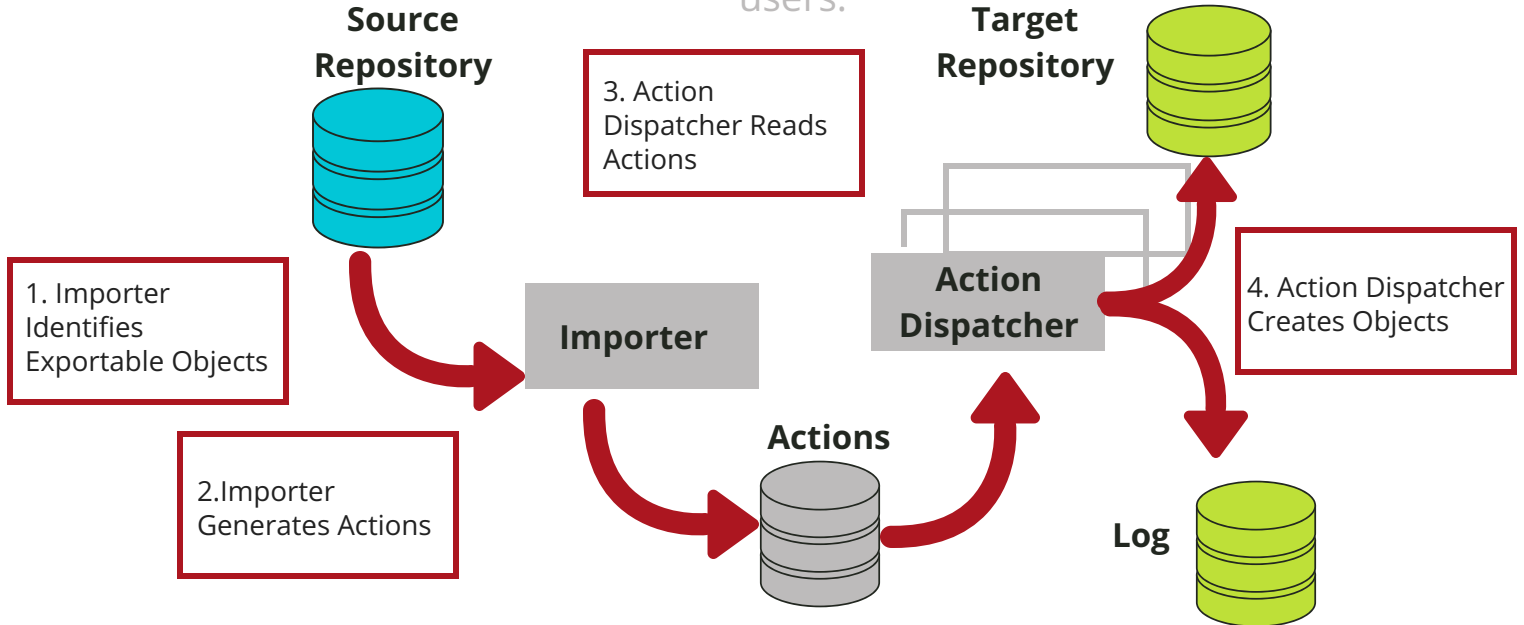 users.
Source
Repository
Target
Repository
3. Action
Dispatcher Reads
Actions
1. Importer
Identifies
Exportable Objects
Importer
Action
Dispatcher
4. Action Dispatcher
Creates Objects
2.Importer
Generates Actions
Actions
Log